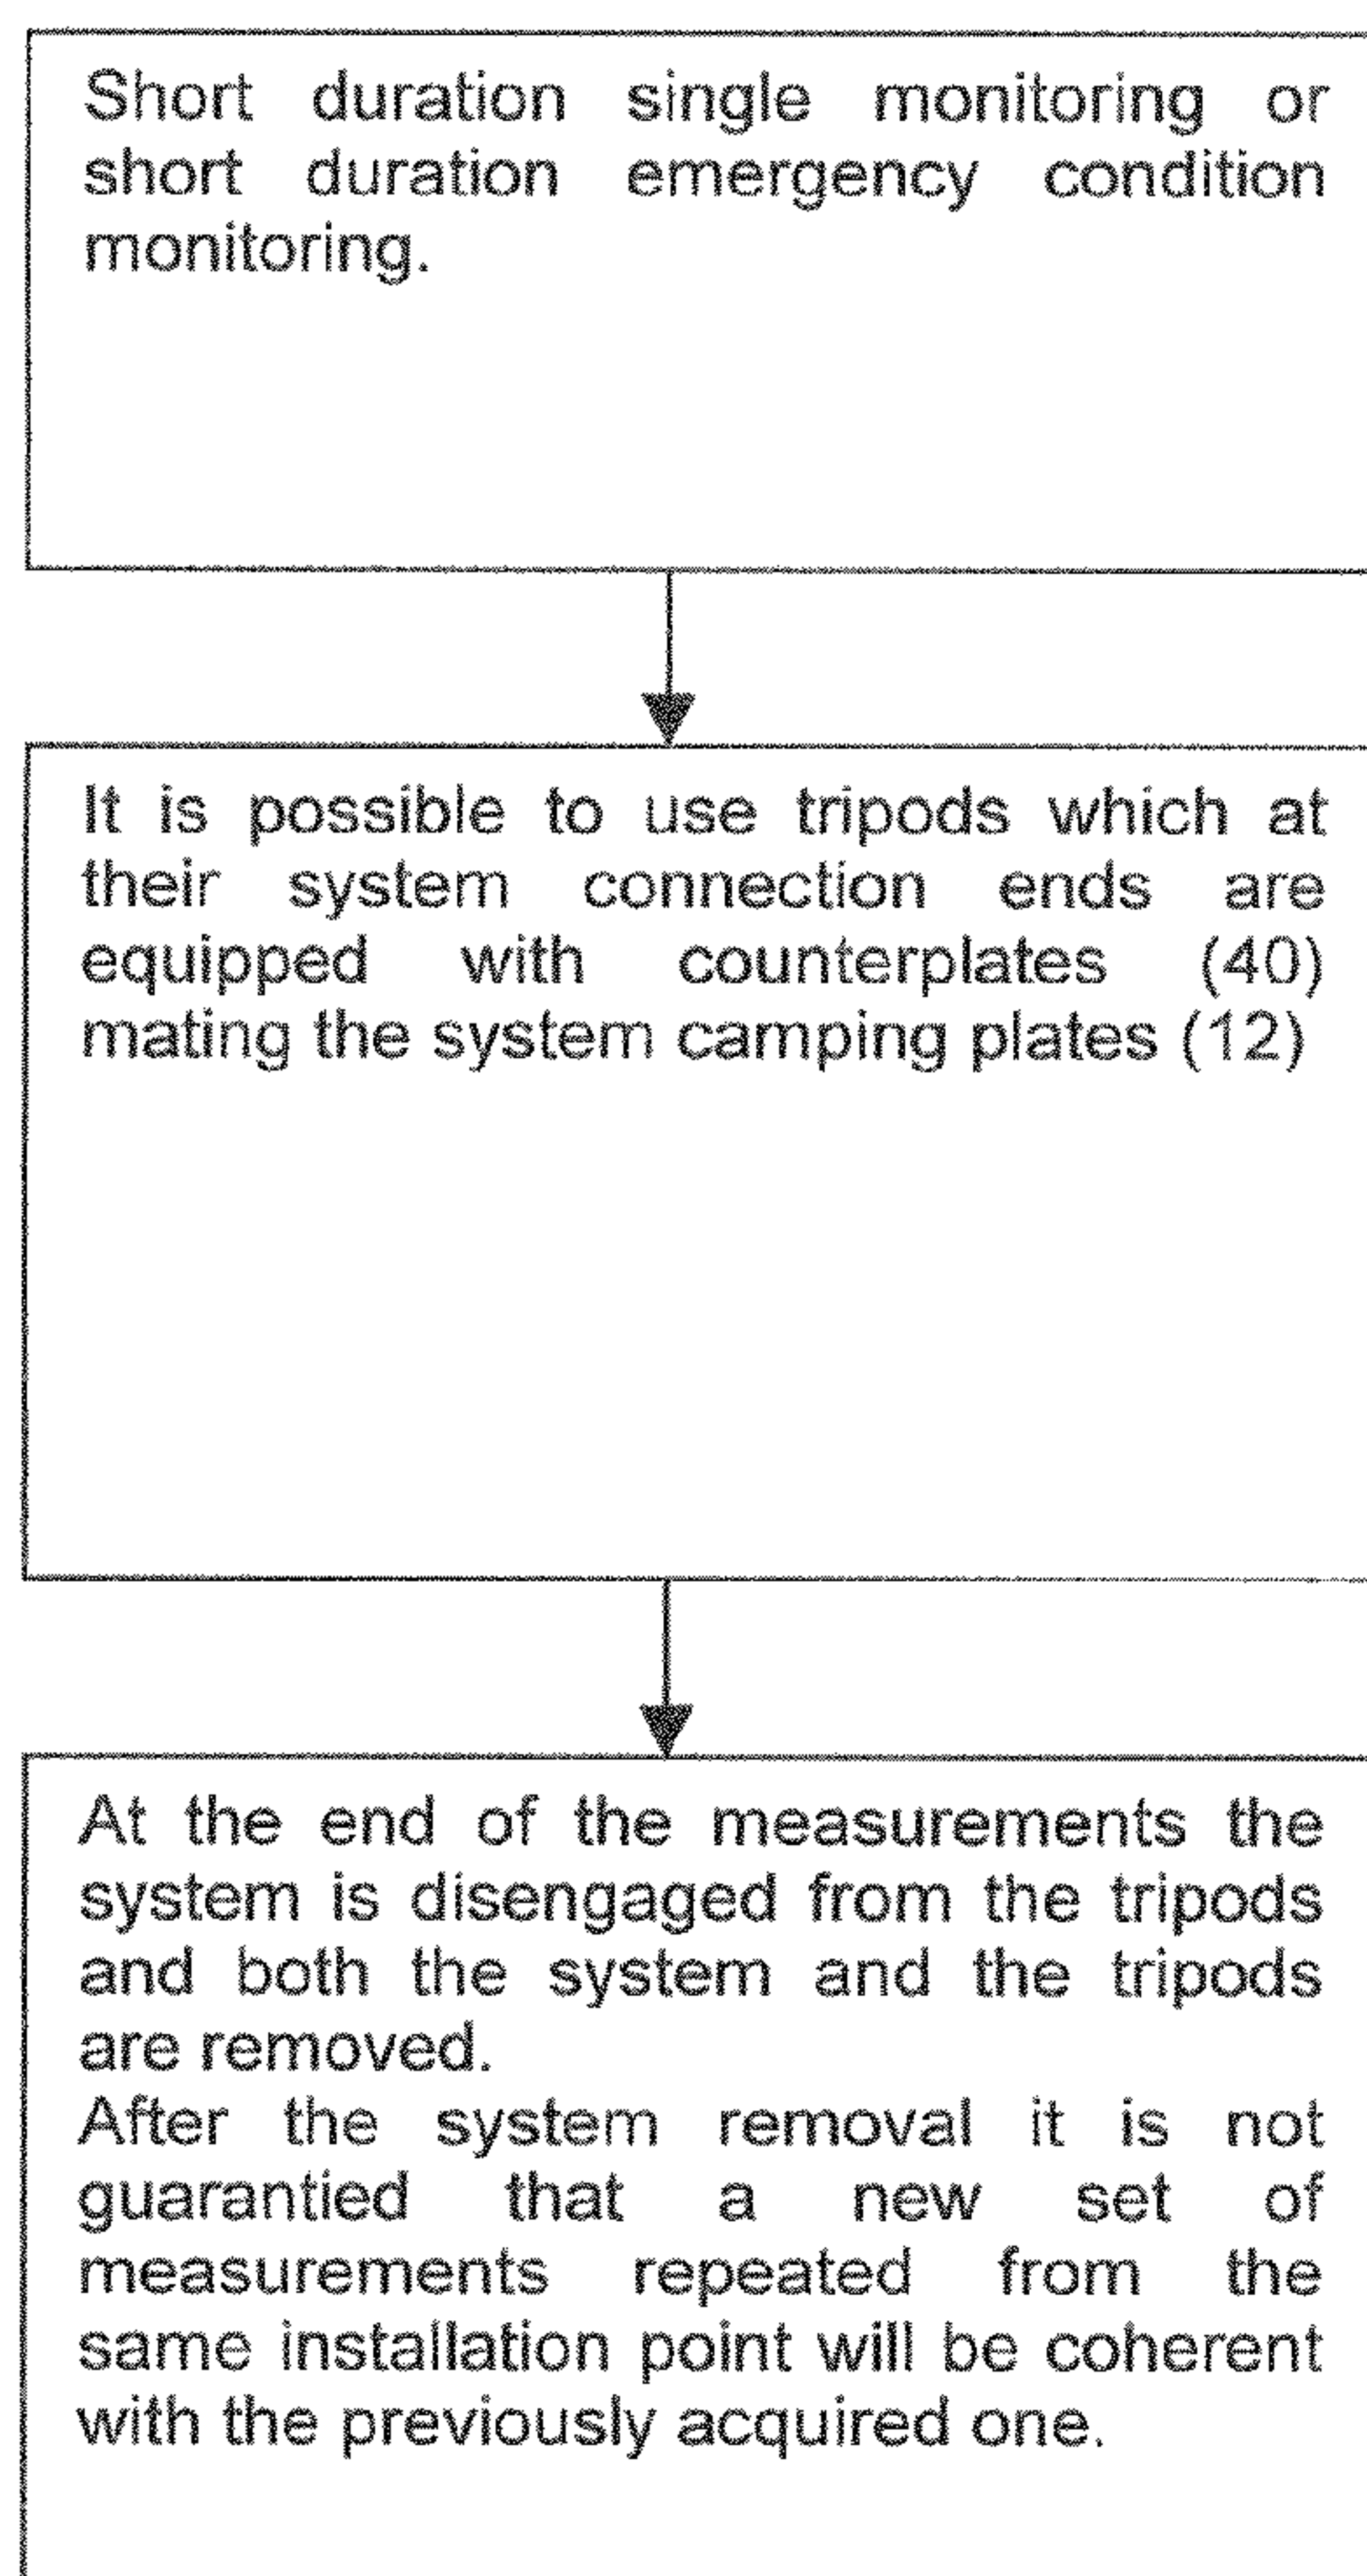 Short duration single monitoring or
short duration emergency condition
monitoring.
It is possible to use tripods which at
their system connection ends are
equipped with counterplates (40)
mating the system camping plates (12)
At the end of the measurements the
system is disengaged from the tripods
and both the system and the tripods
are removed.
After the system removal it is not
guarantied that a new set of
measurements repeated from the
same installation point will be coherent
with the previously acquired one.